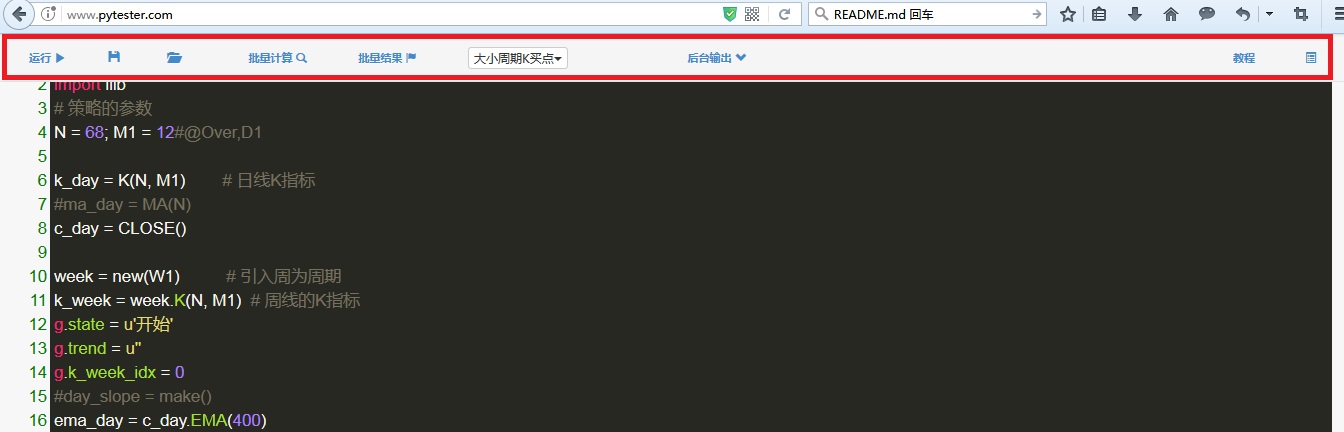 www.pytester.com README.md 回车
运行 批量计算 批量结果 大小周期K买点 后台输出 教程
2 import lib
3 # 策略的参数
4 N = 68; M1 = 12#@Over,D1
5
6 k_day = K(N, M1) # 日线K指标
7 #ma_day = MA(N)
8 c_day = CLOSE()
9
10 week = new(W1) # 引入周为周期
11 k_week = week.K(N, M1) # 周线的K指标
12 g.state = u'开始'
13 g.trend = u''
14 g.k_week_idx = 0
15 #day_slope = make()
16 ema_day = c_day.EMA(400)